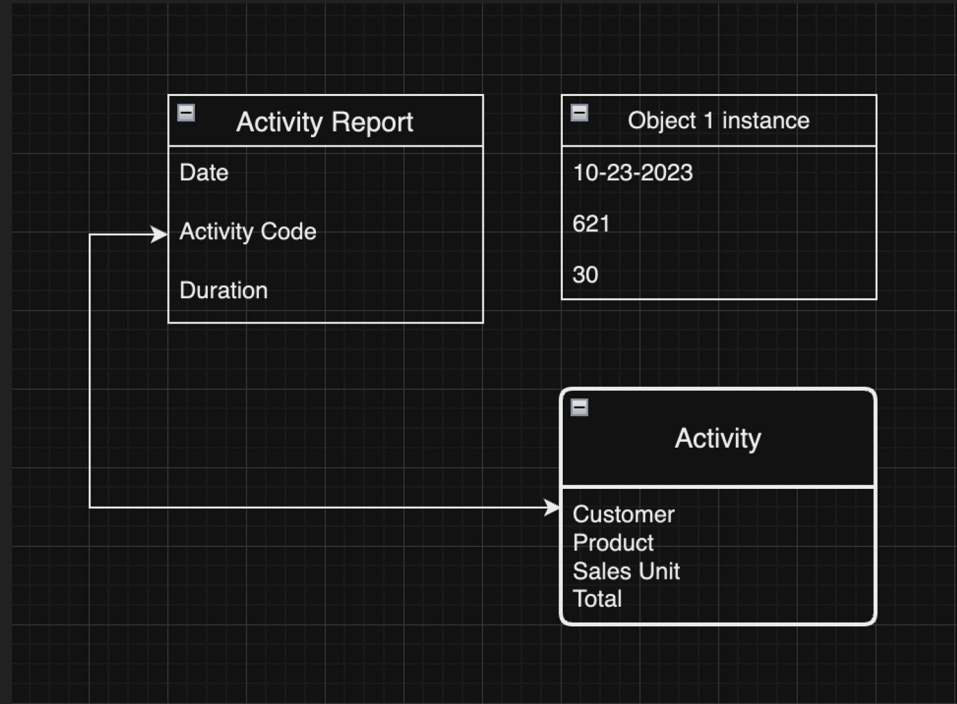 Activity Report
Date
Activity Code
Duration
Object 1 instance
10-23-2023
621
30
Activity
Customer
Product
Sales Unit
Total